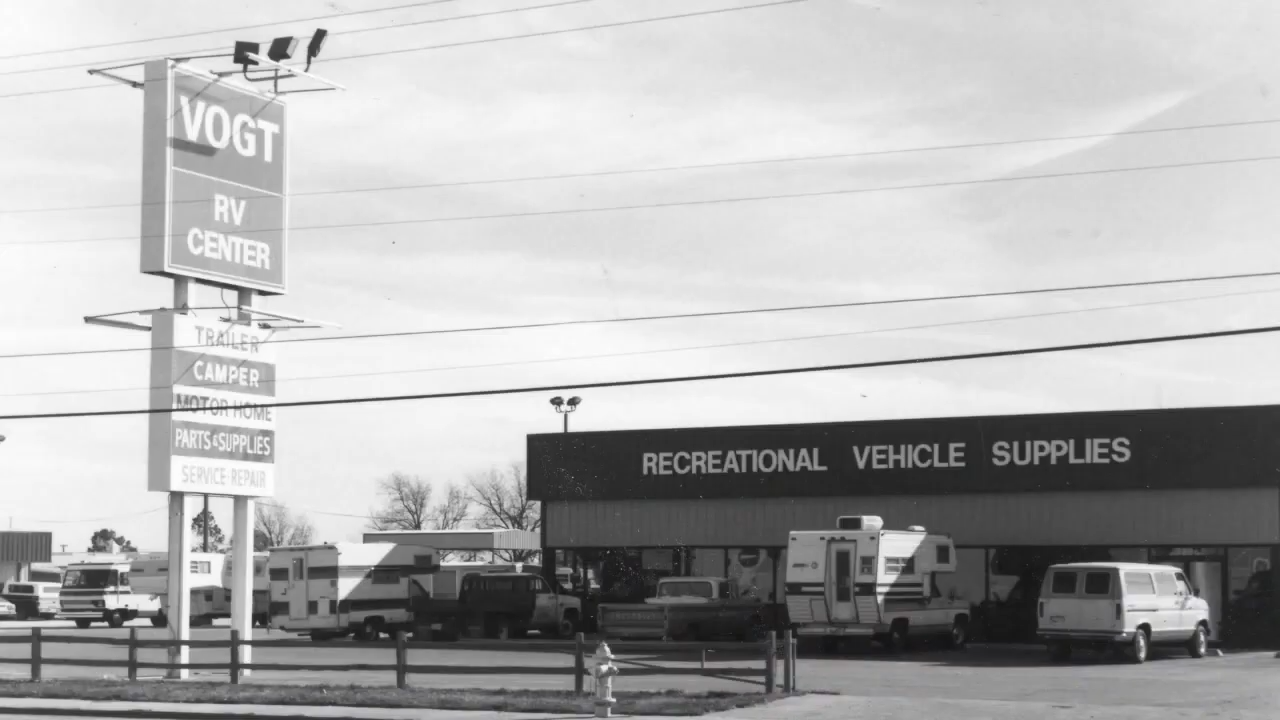 VOGT
RV
CENTER
TRAILER
CAMPER
MOTOR HOME
PARTS & SUPPLIES
SERVICE-REPAIR
RECREATIONAL VEHICLE SUPPLIES